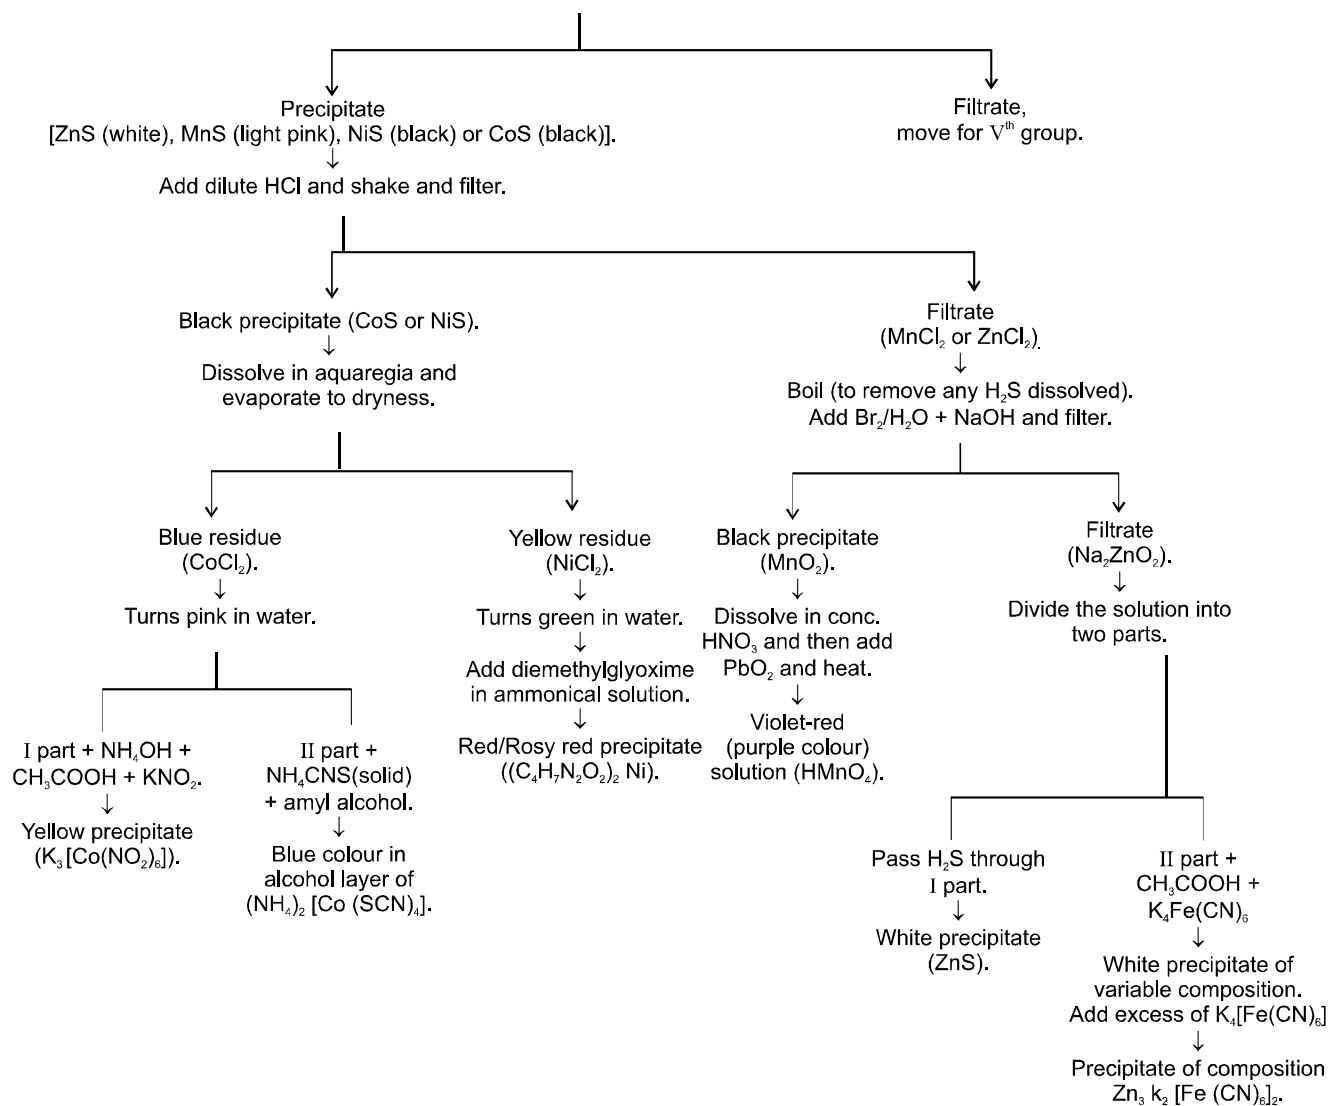 Precipitate
[ZnS (white), MnS (light pink), NiS (black) or CoS (black)].
Filtrate,
move for Vᵗʰ group.
Add dilute HCl and shake and filter.
Black precipitate (CoS or NiS).
Dissolve in aquaregia and
evaporate to dryness.
Filtrate
(MnCl₂ or ZnCl₂).
Boil (to remove any H₂S dissolved).
Add Br₂/H₂O + NaOH and filter.
Blue residue
(CoCl₂).
Turns pink in water.
Yellow residue
(NiCl₂).
Turns green in water.
Add diemethylglyoxime
in ammonical solution.
Red/Rosy red precipitate
((C₄H₇N₂O₂)₂ Ni).
Black precipitate
(MnO₂).
Dissolve in conc.
HNO₃ and then add
PbO₂ and heat.
Violet-red
(purple colour)
solution (HMnO₄).
Filtrate
(Na₂ZnO₂).
Divide the solution into
two parts.
I part + NH₄OH +
CH₃COOH + KNO₂.
Yellow precipitate
(K₃ [Co(NO₂)₆]).
II part +
NH₄CNS(solid)
+ amyl alcohol.
Blue colour in
alcohol layer of
(NH₄)₂ [Co (SCN)₄].
Pass H₂S through
I part.
White precipitate
(ZnS).
II part +
CH₃COOH +
K₄Fe(CN)₆
White precipitate of
variable composition.
Add excess of K₄[Fe(CN)₆]
Precipitate of composition
Zn₃ k₂ [Fe (CN)₆]₂.